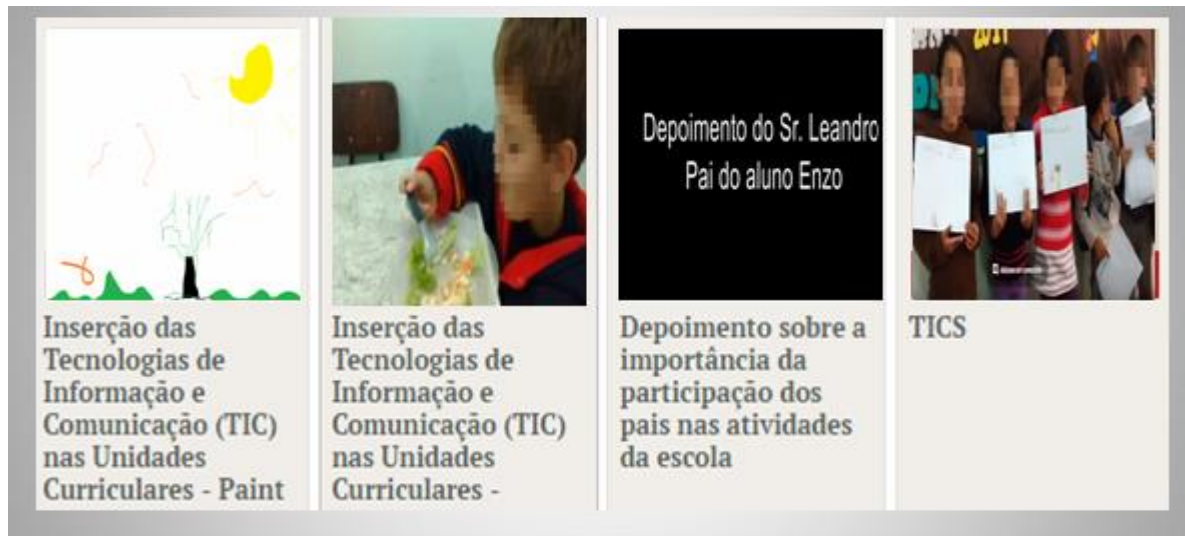 Depoimento do Sr. Leandro
Pai do aluno Enzo
Inserção das
Tecnologias de
Informação e
Comunicação (TIC)
nas Unidades
Curriculares - Paint
Inserção das
Tecnologias de
Informação e
Comunicação (TIC)
nas Unidades
Curriculares -
Depoimento sobre a
importância da
participação dos
pais nas atividades
da escola
TICS